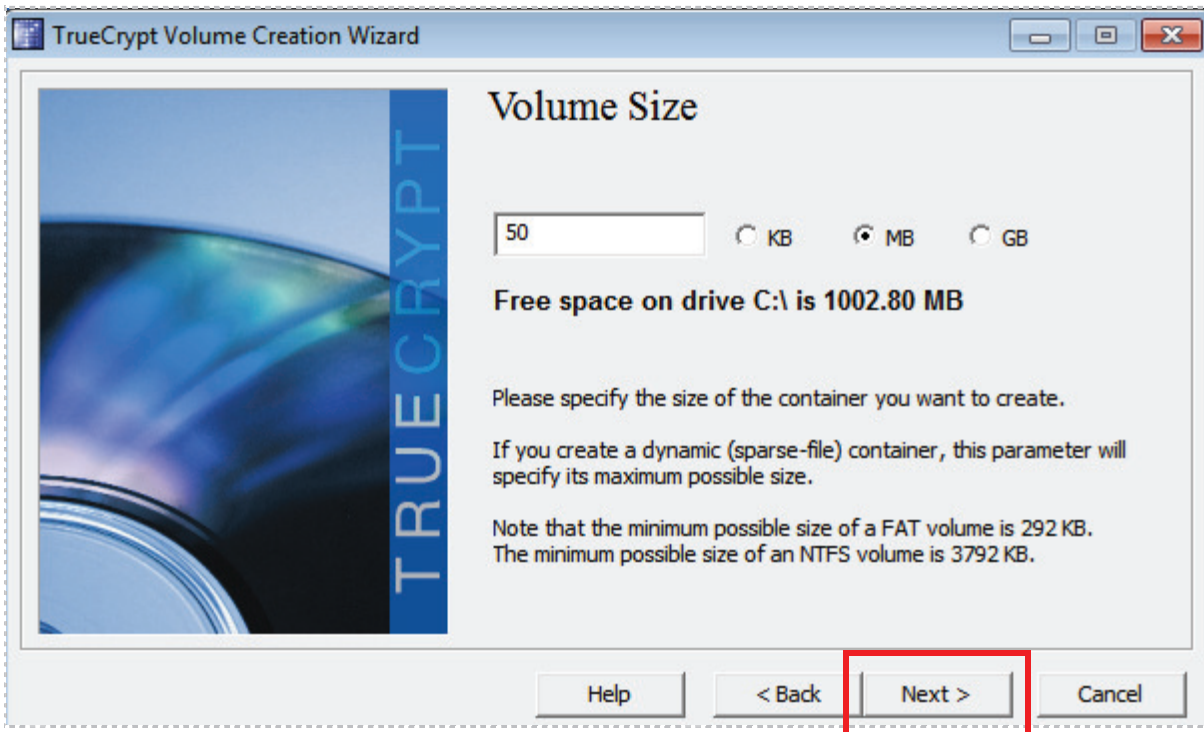 TrueCrypt Volume Creation Wizard
TRUECRYPT
Volume Size
50 KB MB GB
Free space on drive C:\ is 1002.80 MB
Please specify the size of the container you want to create.
If you create a dynamic (sparse-file) container, this parameter will
specify its maximum possible size.
Note that the minimum possible size of a FAT volume is 292 KB.
The minimum possible size of an NTFS volume is 3792 KB.
Help < Back Next > Cancel